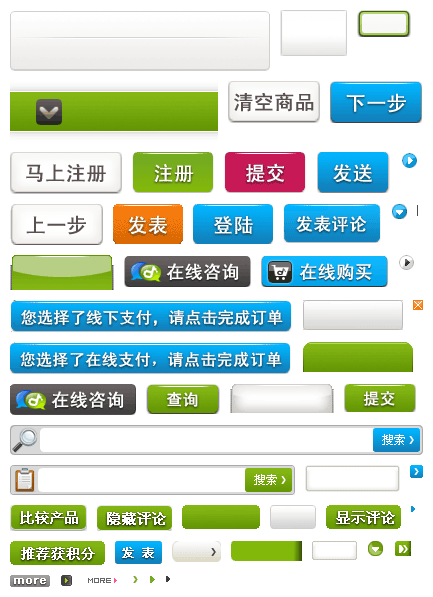 清空商品 下一步
马上注册 注册 提交 发送
上一步 发表 登陆 发表评论
在线咨询 在线购买
您选择了线下支付，请点击完成订单
您选择了在线支付，请点击完成订单
在线咨询 查询 提交
搜索
搜索
比较产品 隐藏评论 显示评论
推荐获积分 发 表
more MORE